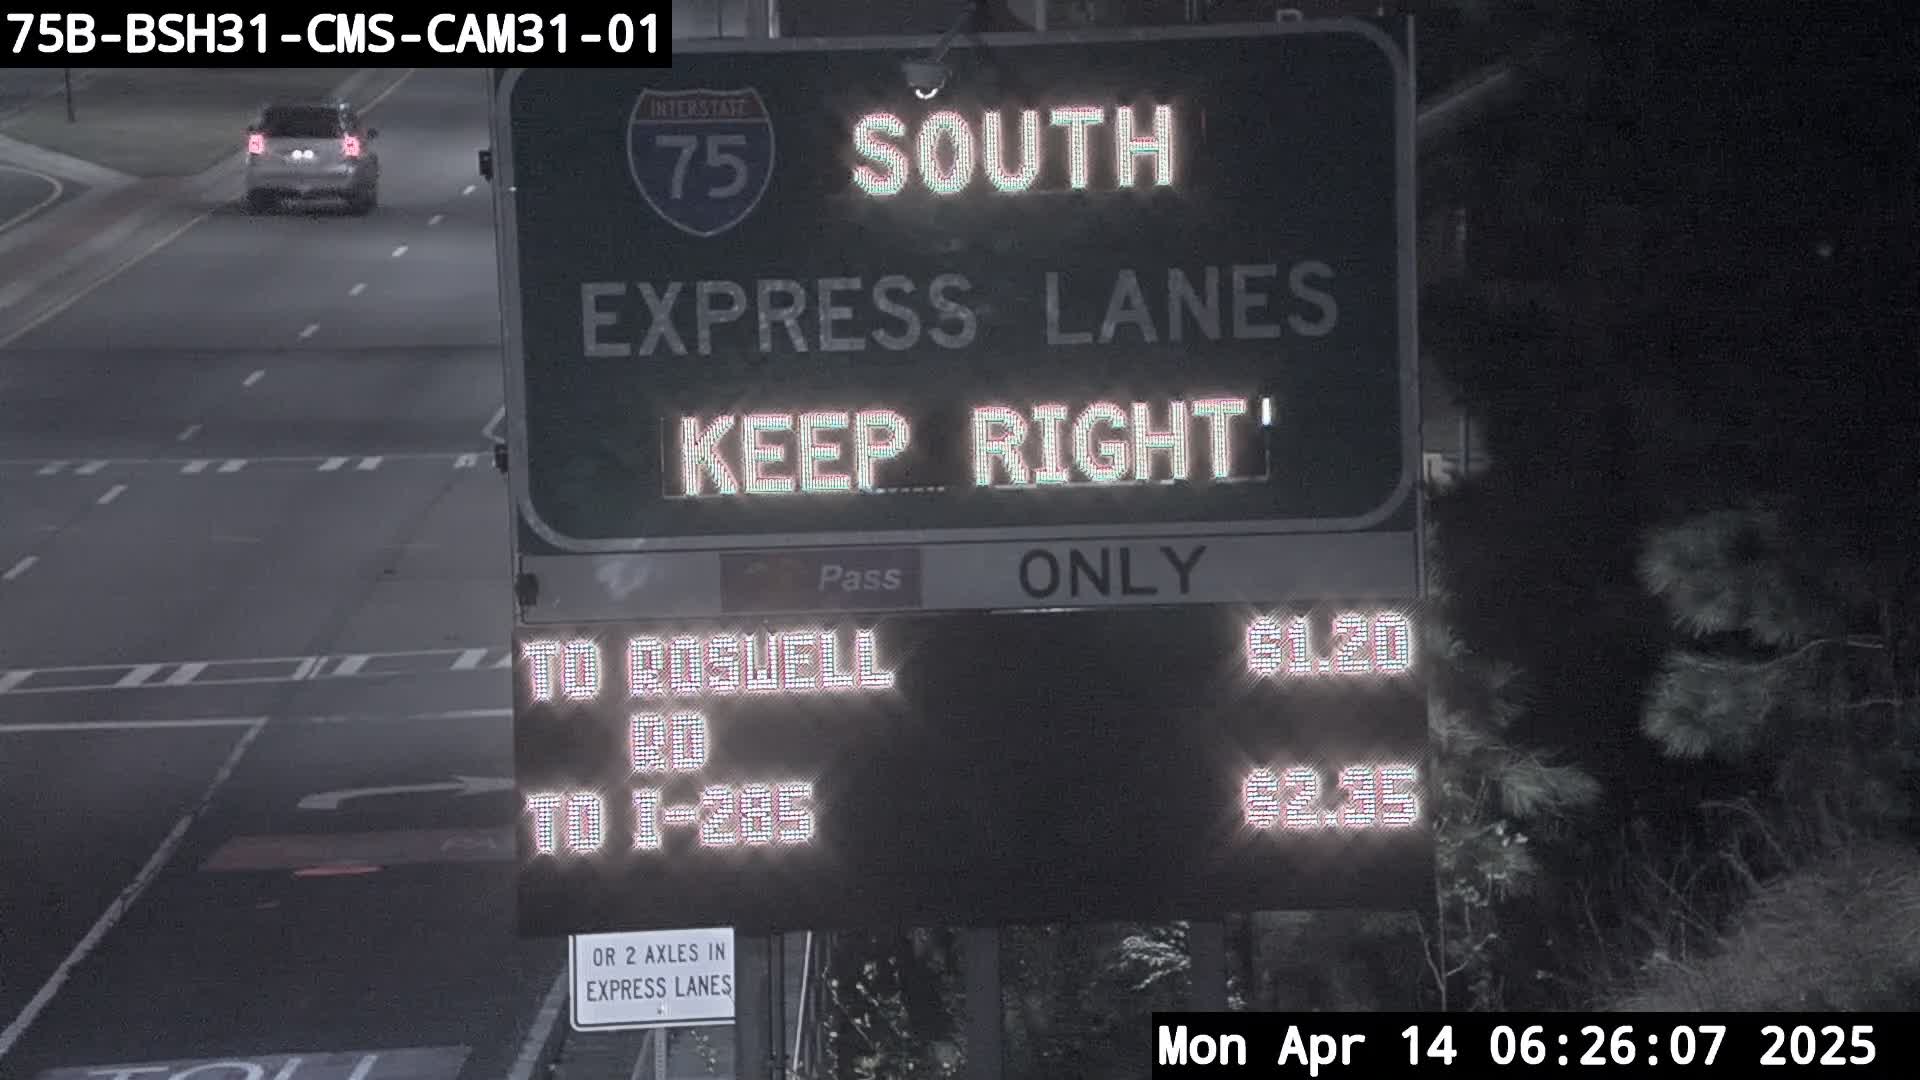 75B-BSH31-CMS-CAM31-01
INTERSTATE
75
SOUTH
EXPRESS LANES
KEEP RIGHT
Pass ONLY
TO ROSWELL $1.20
RD
TO I-285 $2.35
OR 2 AXLES IN
EXPRESS LANES
TOLL
Mon Apr 14 06:26:07 2025